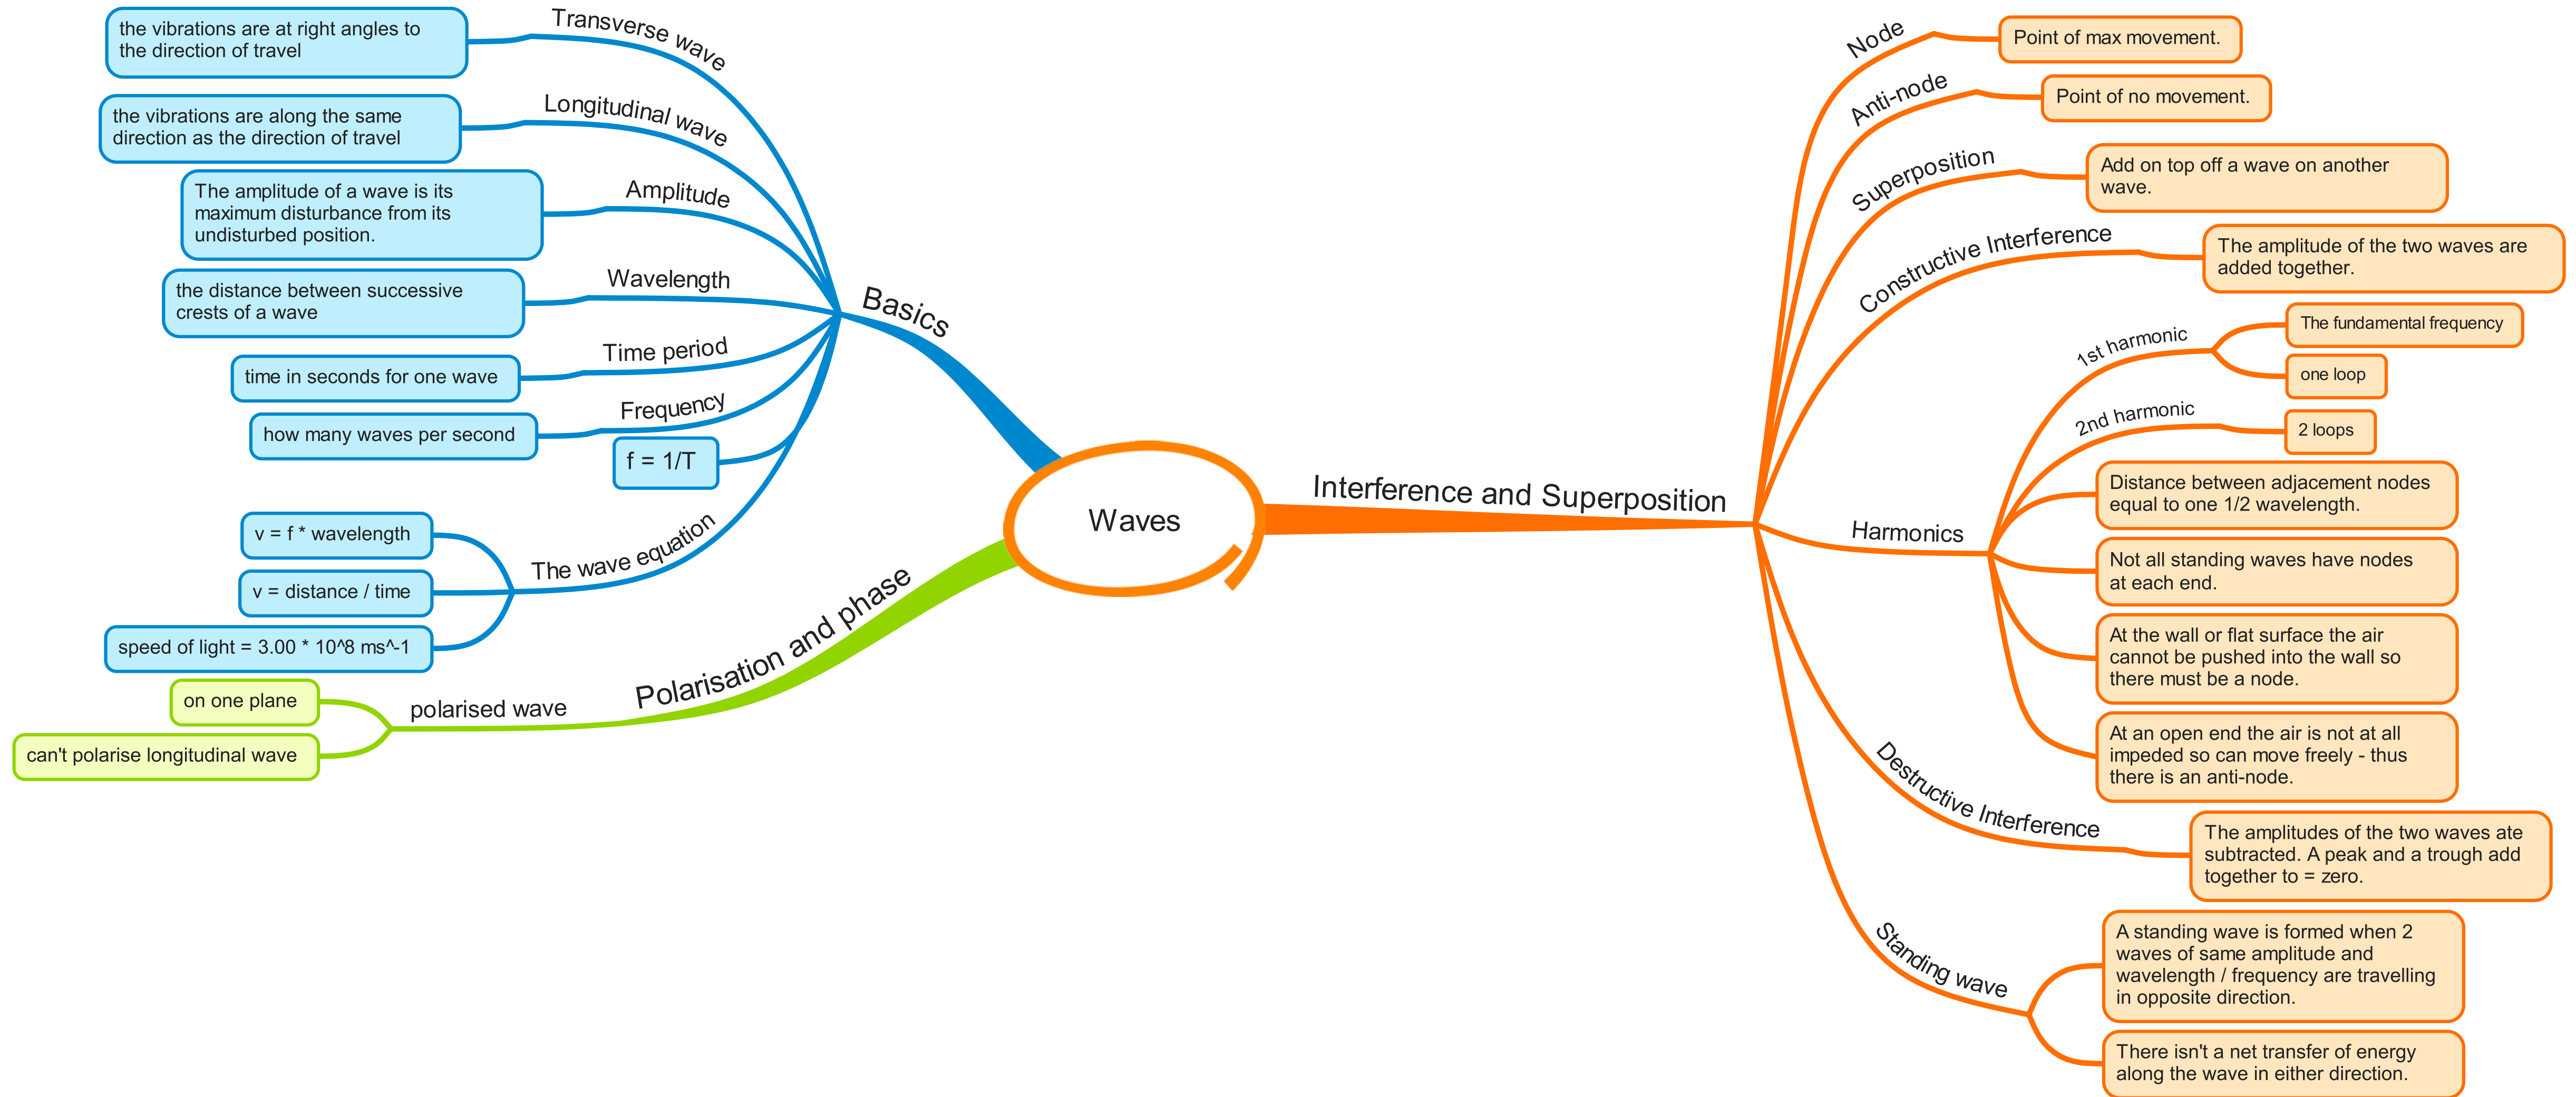 Waves
Basics
Transverse wave
the vibrations are at right angles to
the direction of travel
Longitudinal wave
the vibrations are along the same
direction as the direction of travel
Amplitude
The amplitude of a wave is its
maximum disturbance from its
undisturbed position.
Wavelength
the distance between successive
crests of a wave
Time period
time in seconds for one wave
Frequency
how many waves per second
f = 1/T
The wave equation
v = f * wavelength
v = distance / time
speed of light = 3.00 * 10^8 ms^-1
Polarisation and phase
polarised wave
on one plane
can't polarise longitudinal wave
Interference and Superposition
Node
Point of max movement.
Anti-node
Point of no movement.
Superposition
Add on top off a wave on another
wave.
Constructive Interference
The amplitude of the two waves are
added together.
Harmonics
1st harmonic
The fundamental frequency
one loop
2nd harmonic
2 loops
Distance between adjacement nodes
equal to one 1/2 wavelength.
Not all standing waves have nodes
at each end.
At the wall or flat surface the air
cannot be pushed into the wall so
there must be a node.
At an open end the air is not at all
impeded so can move freely - thus
there is an anti-node.
Destructive Interference
The amplitudes of the two waves ate
subtracted. A peak and a trough add
together to = zero.
Standing wave
A standing wave is formed when 2
waves of same amplitude and
wavelength / frequency are travelling
in opposite direction.
There isn't a net transfer of energy
along the wave in either direction.